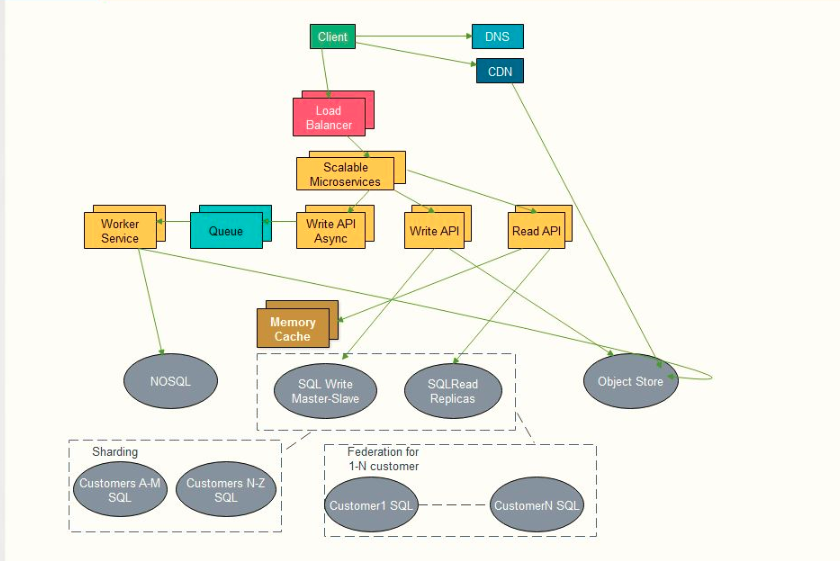 Client
DNS
CDN
Load
Balancer
Scalable
Microservices
Worker
Service
Queue
Write API
Async
Write API
Read API
Memory
Cache
NOSQL
SQL Write
Master-Slave
SQLRead
Replicas
Object Store
Sharding
Customers A-M
SQL
Customers N-Z
SQL
Federation for
1-N customer
Customer1 SQL
CustomerN SQL